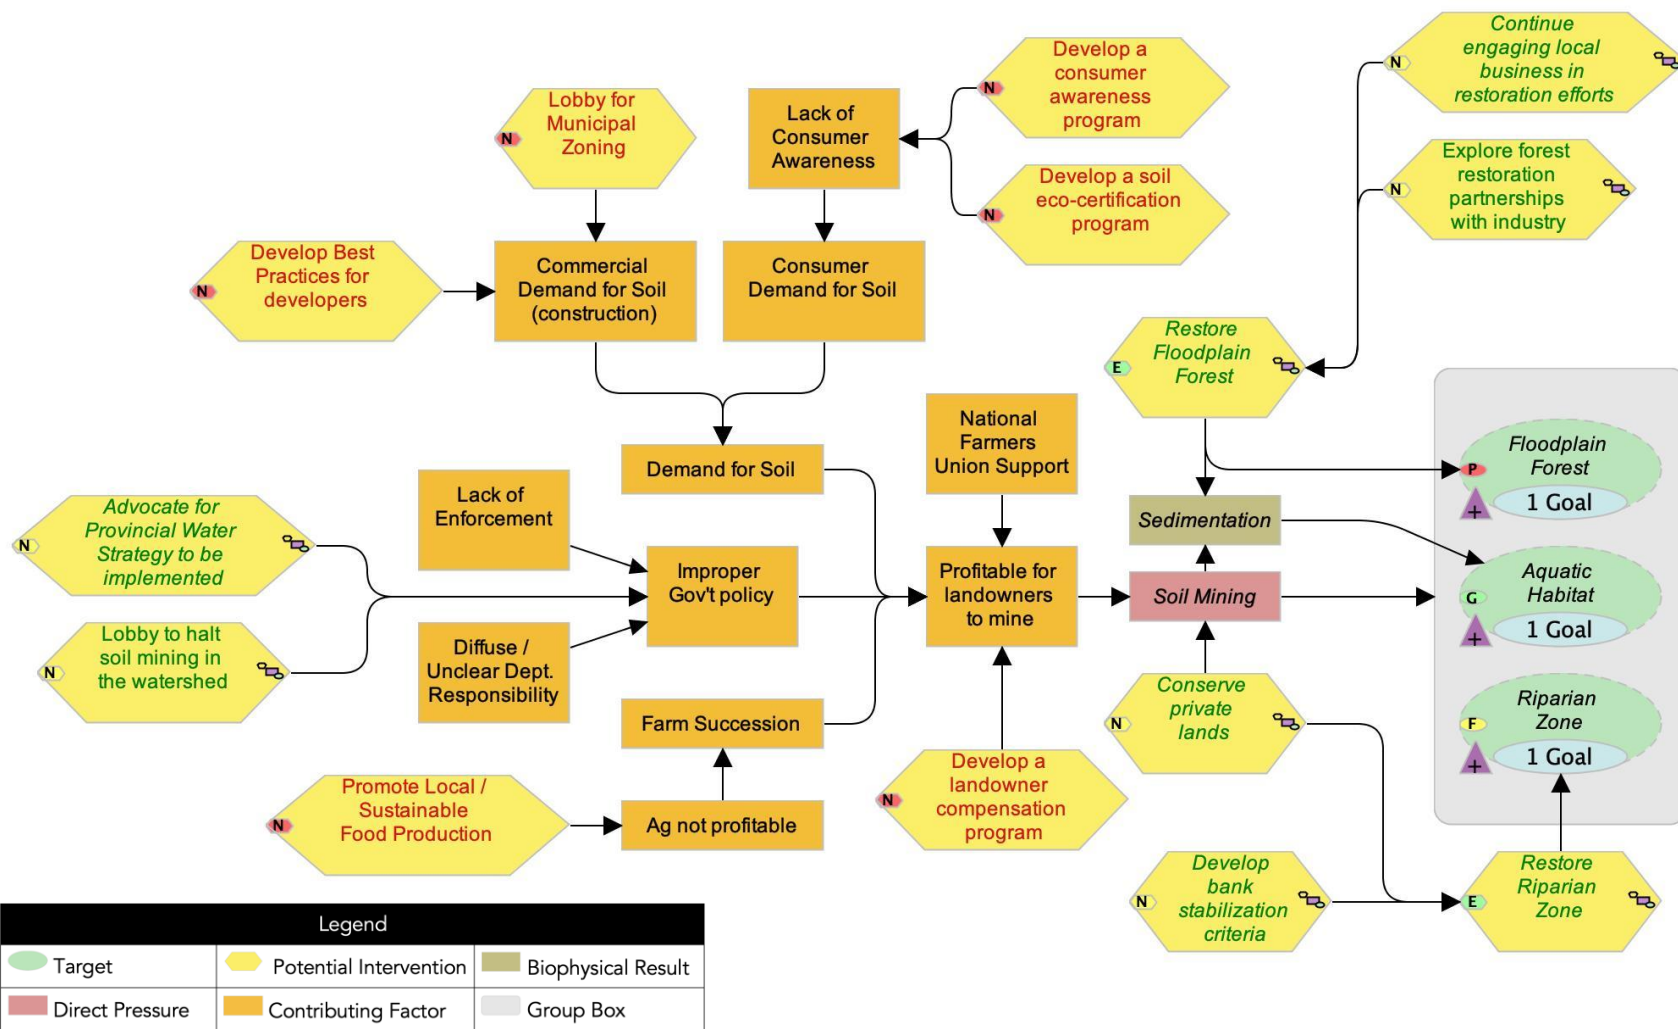 Continue
engaging local
business in
restoration efforts
N
Develop a
consumer
awareness
program
N
Lobby for
Municipal
Zoning
N
Lack of
Consumer
Awareness
Explore forest
restoration
partnerships
with industry
N
Develop a soil
eco-certification
program
N
Develop Best
Practices for
developers
N
Commercial
Demand for Soil
(construction)
Consumer
Demand for Soil
Restore
Floodplain
Forest
E
National
Farmers
Union Support
Floodplain
Forest
P
1 Goal
+
Demand for Soil
Lack of
Enforcement
Advocate for
Provincial Water
Strategy to be
implemented
N
Sedimentation
Improper
Gov't policy
Profitable for
landowners
to mine
Soil Mining
Aquatic
Habitat
G
1 Goal
+
Lobby to halt
soil mining in
the watershed
N
Diffuse /
Unclear Dept.
Responsibility
Conserve
private
lands
N
Riparian
Zone
F
1 Goal
+
Farm Succession
Promote Local /
Sustainable
Food Production
N
Ag not profitable
Develop a
landowner
compensation
program
N
Develop
bank
stabilization
criteria
N
Restore
Riparian
Zone
E
Legend
Target
Potential Intervention
Biophysical Result
Direct Pressure
Contributing Factor
Group Box